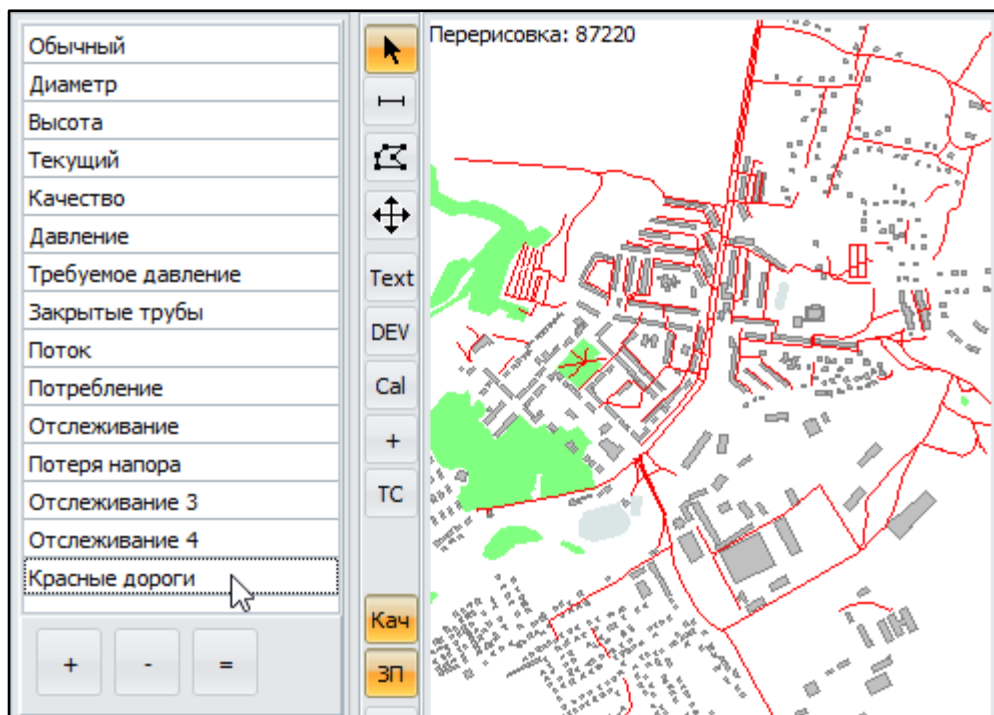 Обычный
Диаметр
Высота
Текущий
Качество
Давление
Требуемое давление
Закрытые трубы
Поток
Потребление
Отслеживание
Потеря напора
Отслеживание 3
Отслеживание 4
Красные дороги
+
-
=
Text
DEV
Cal
+
TC
Кач
ЗП
Перерисовка: 87220